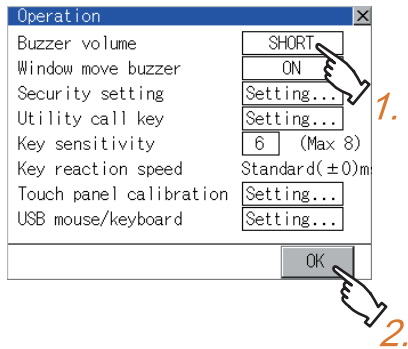 Operation ×
Buzzer volume SHORT
Window move buzzer ON
1.
Security setting Setting...
Utility call key Setting...
Key sensitivity 6 (Max 8)
Key reaction speed Standard(±0)m
Touch panel calibration Setting...
USB mouse/keyboard Setting...
OK
2.